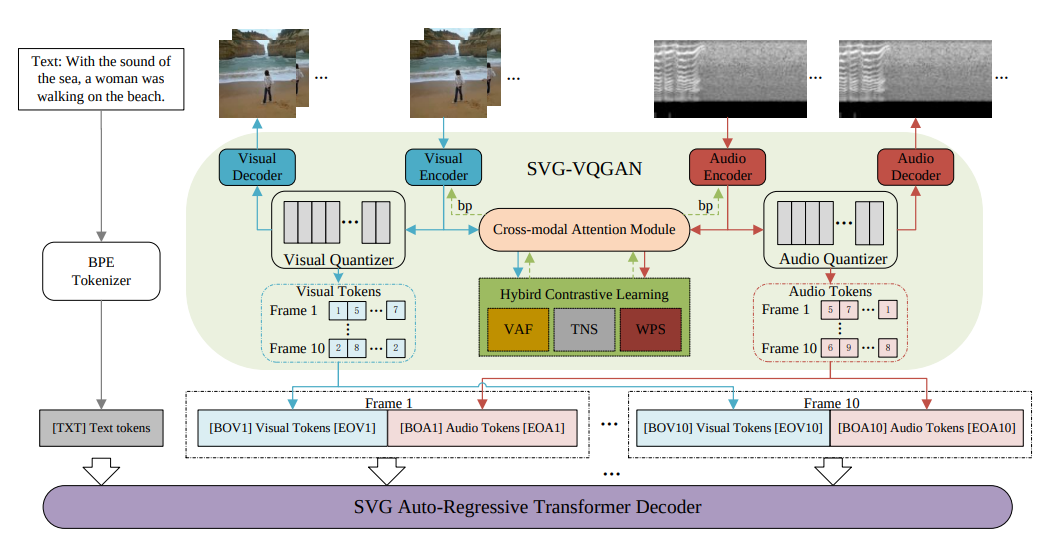 Text: With the sound of
the sea, a woman was
walking on the beach.
...
...
...
...
Visual
Decoder
Visual
Encoder
SVG-VQGAN
Audio
Encoder
Audio
Decoder
bp
bp
...
Cross-modal Attention Module
...
Visual Quantizer
Audio Quantizer
BPE
Tokenizer
Hybird Contrastive Learning
VAF
TNS
WPS
Visual Tokens
Frame 1
1 5 ... 7
Frame 10
2 8 ... 2
Audio Tokens
Frame 1
5 7 ... 1
Frame 10
6 9 ... 8
Frame 1
Frame 10
[TXT] Text tokens
[BOV1] Visual Tokens [EOV1]
[BOA1] Audio Tokens [EOA1]
...
[BOV10] Visual Tokens [EOV10]
[BOA10] Audio Tokens [EOA10]
...
SVG Auto-Regressive Transformer Decoder